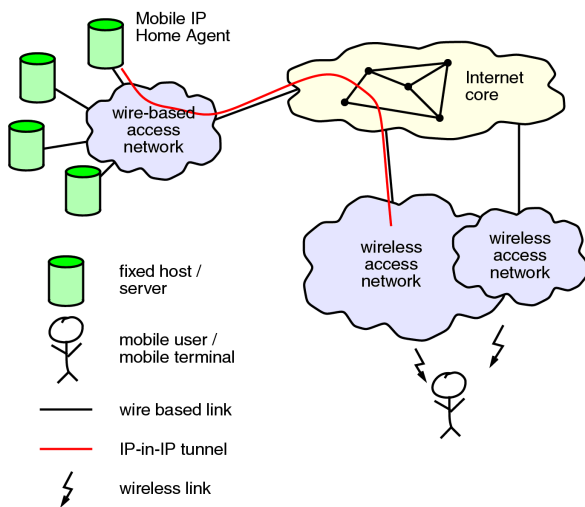 Mobile IP
Home Agent
wire-based
access
network
Internet
core
wireless
access
network
wireless
access
network
fixed host /
server
mobile user /
mobile terminal
wire based link
IP-in-IP tunnel
wireless link